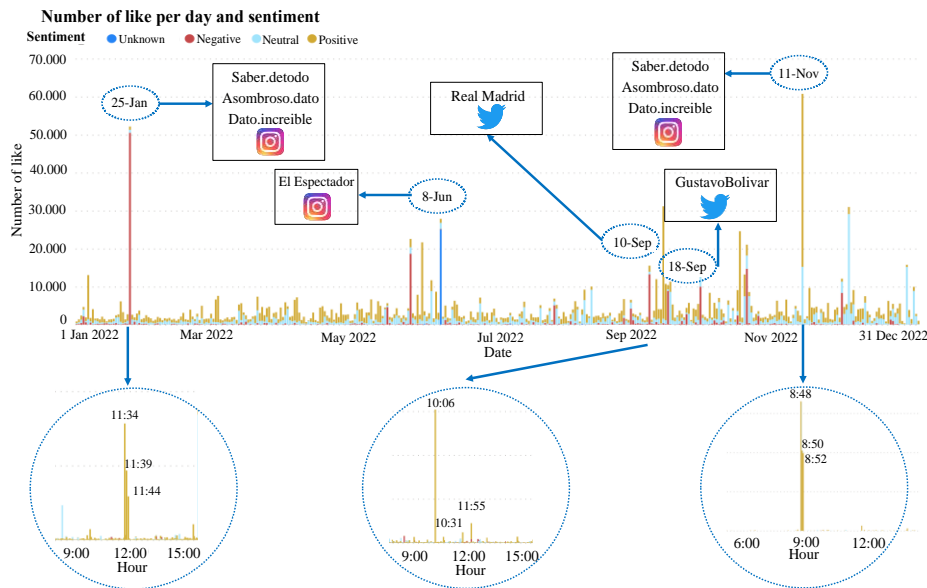 Number of like per day and sentiment
Sentiment Unknown Negative Neutral Positive
Number of like
70.000
60.000
50.000
40.000
30.000
20.000
10.000
0
25-Jan
Saber.detodo
Asombroso.dato
Dato.increible
El Espectador
8-Jun
Real Madrid
10-Sep
18-Sep
GustavoBolivar
Saber.detodo
Asombroso.dato
Dato.increible
11-Nov
1 Jan 2022
Mar 2022
May 2022
Jul 2022
Sep 2022
Nov 2022
31 Dec 2022
Date
11:34
11:39
11:44
9:00 12:00 15:00
Hour
10:06
10:31
11:55
9:00 12:00 15:00
Hour
8:48
8:50
8:52
6:00 9:00 12:00
Hour